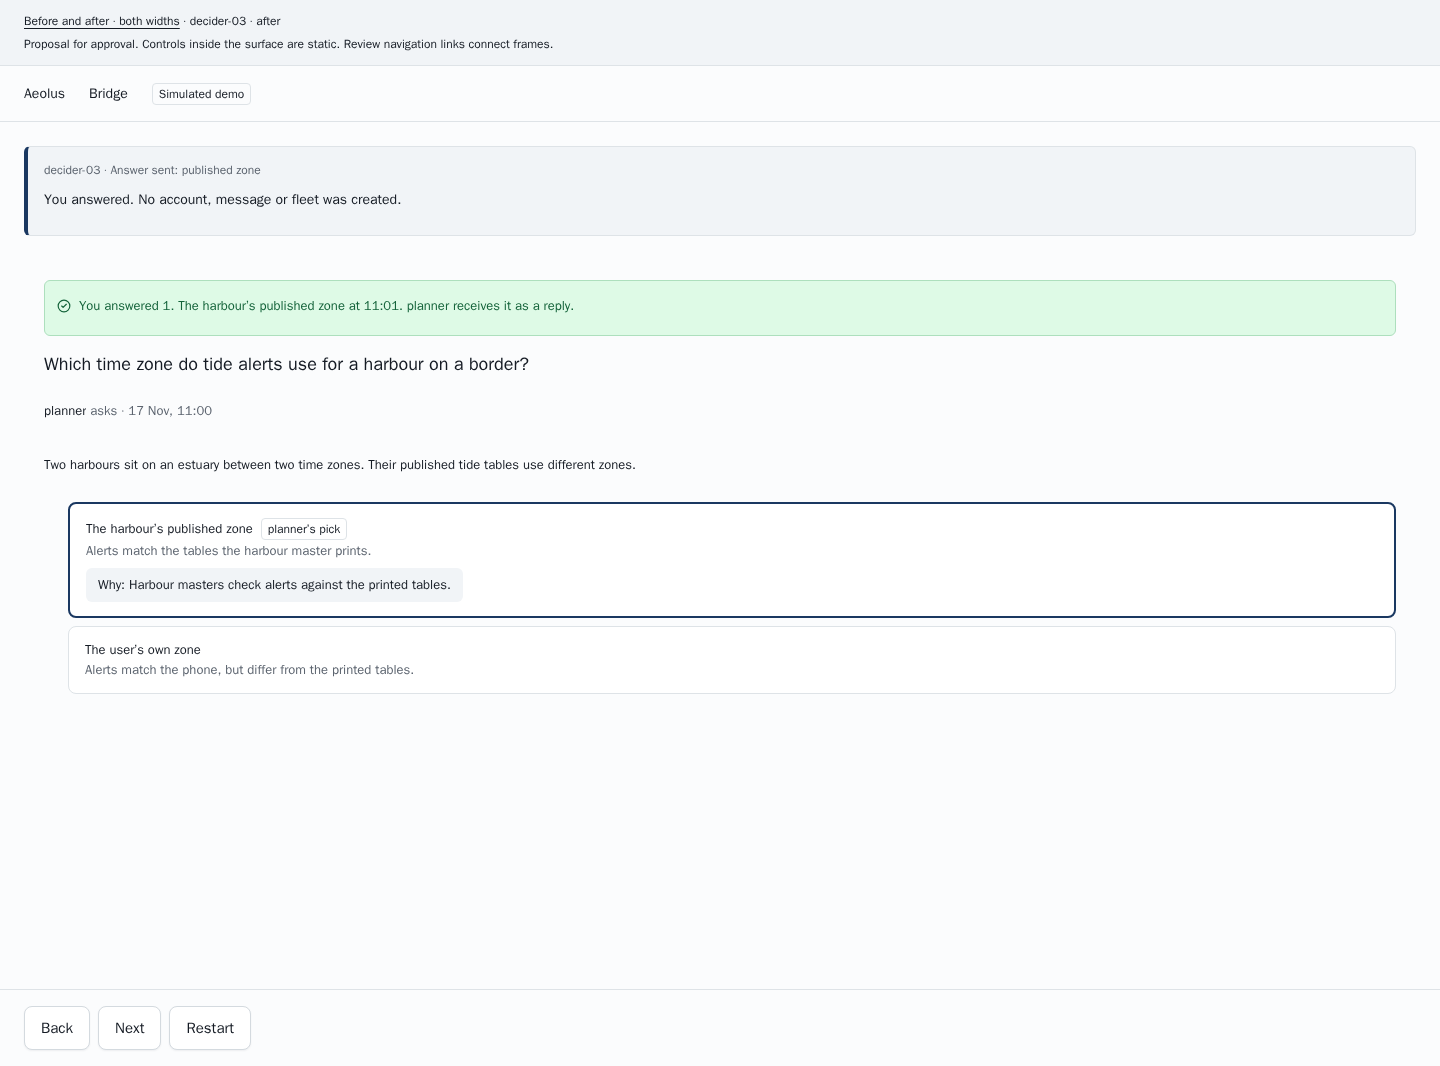 Before and after · both widths · decider-03 · after
Proposal for approval. Controls inside the surface are static. Review navigation links connect frames.
Aeolus Bridge Simulated demo
decider-03 · Answer sent: published zone
You answered. No account, message or fleet was created.
You answered 1. The harbour's published zone at 11:01. planner receives it as a reply.
Which time zone do tide alerts use for a harbour on a border?
planner asks · 17 Nov, 11:00
Two harbours sit on an estuary between two time zones. Their published tide tables use different zones.
The harbour's published zone planner's pick
Alerts match the tables the harbour master prints.
Why: Harbour masters check alerts against the printed tables.
The user's own zone
Alerts match the phone, but differ from the printed tables.
Back Next Restart